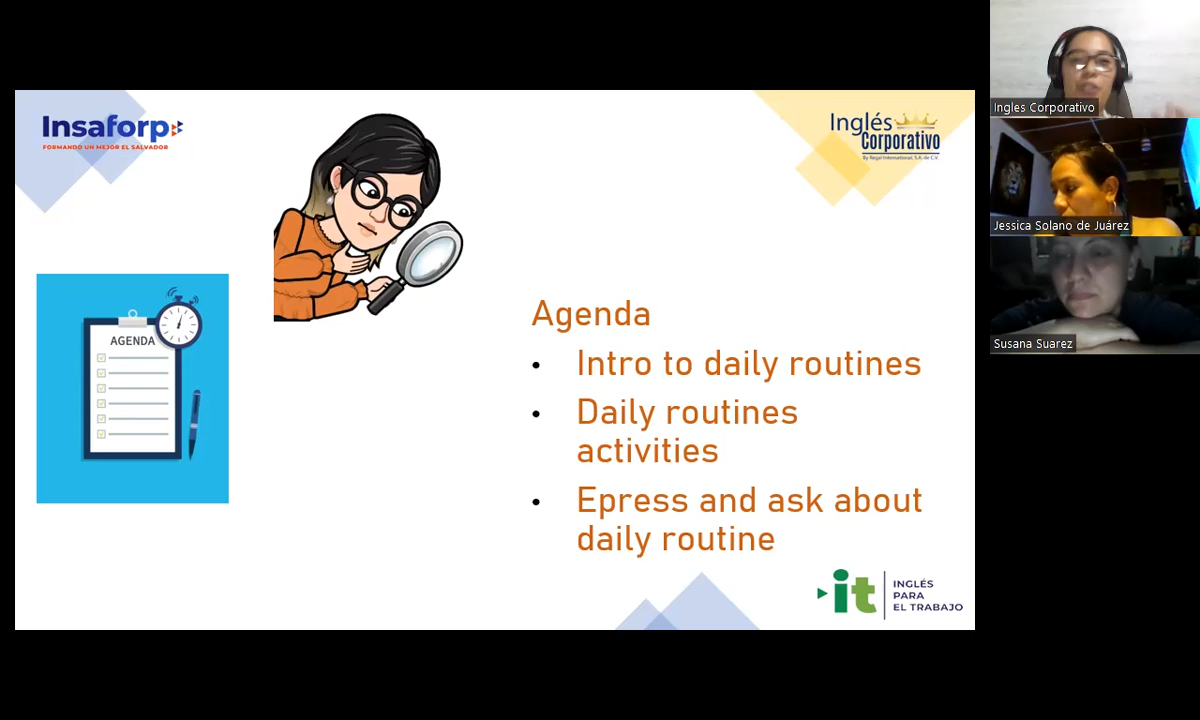 Insaforp
FORMANDO UN MEJOR EL SALVADOR
Inglés
Corporativo
By Regal International, S.A. de C.V.
AGENDA
Agenda
• Intro to daily routines
• Daily routines
activities
• Epress and ask about
daily routine
it
INGLÉS
PARA
EL TRABAJO
Ingles Corporativo
Jessica Solano de Juárez
Susana Suarez